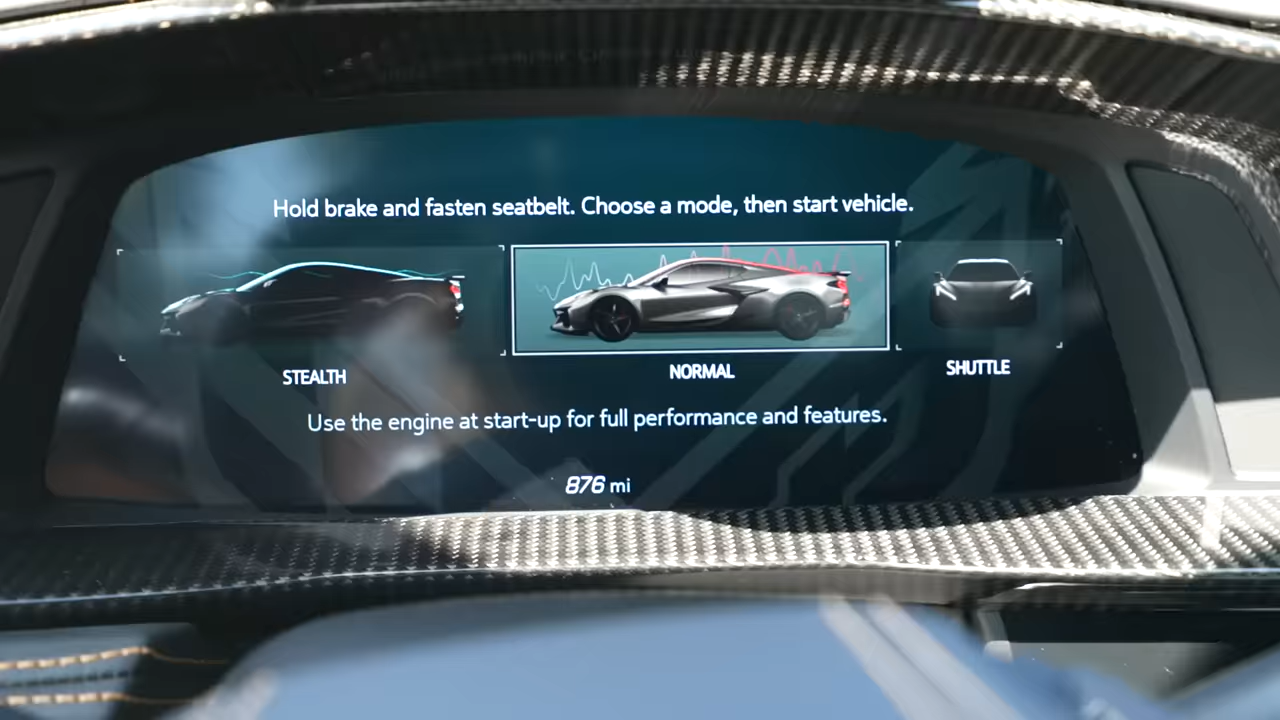 Hold brake and fasten seatbelt. Choose a mode, then start vehicle.
STEALTH
NORMAL
SHUTTLE
Use the engine at start-up for full performance and features.
876 mi